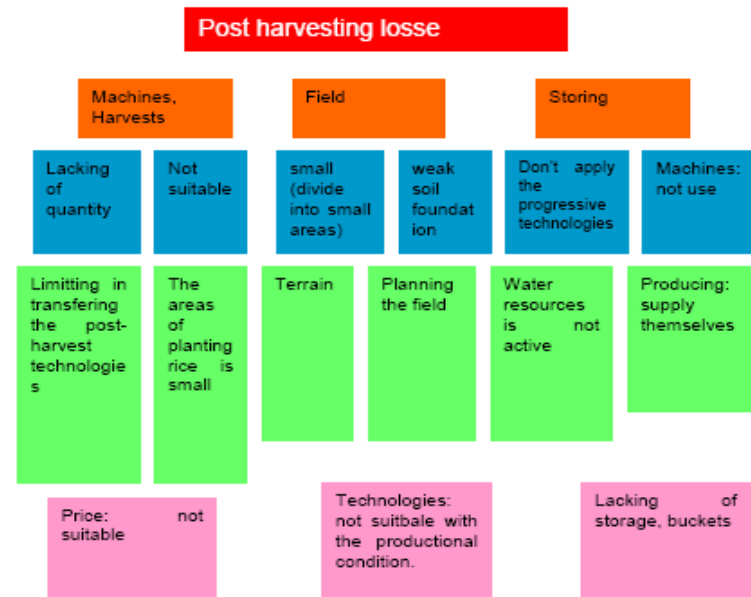 Post harvesting losse
Machines,
Harvests
Field
Storing
Lacking
of
quantity
Not
suitable
small
(divide
into small
areas)
weak
soil
foundat
ion
Don't apply
the
progressive
technologies
Machines:
not use
Limitting in
transfering
the post-
harvest
technologie
s
The
areas
of
planting
rice is
small
Terrain
Planning
the field
Water
resources
is not
active
Producing:
supply
themselves
Price: not
suitable
Technologies:
not suitbale with
the productional
condition.
Lacking of
storage, buckets